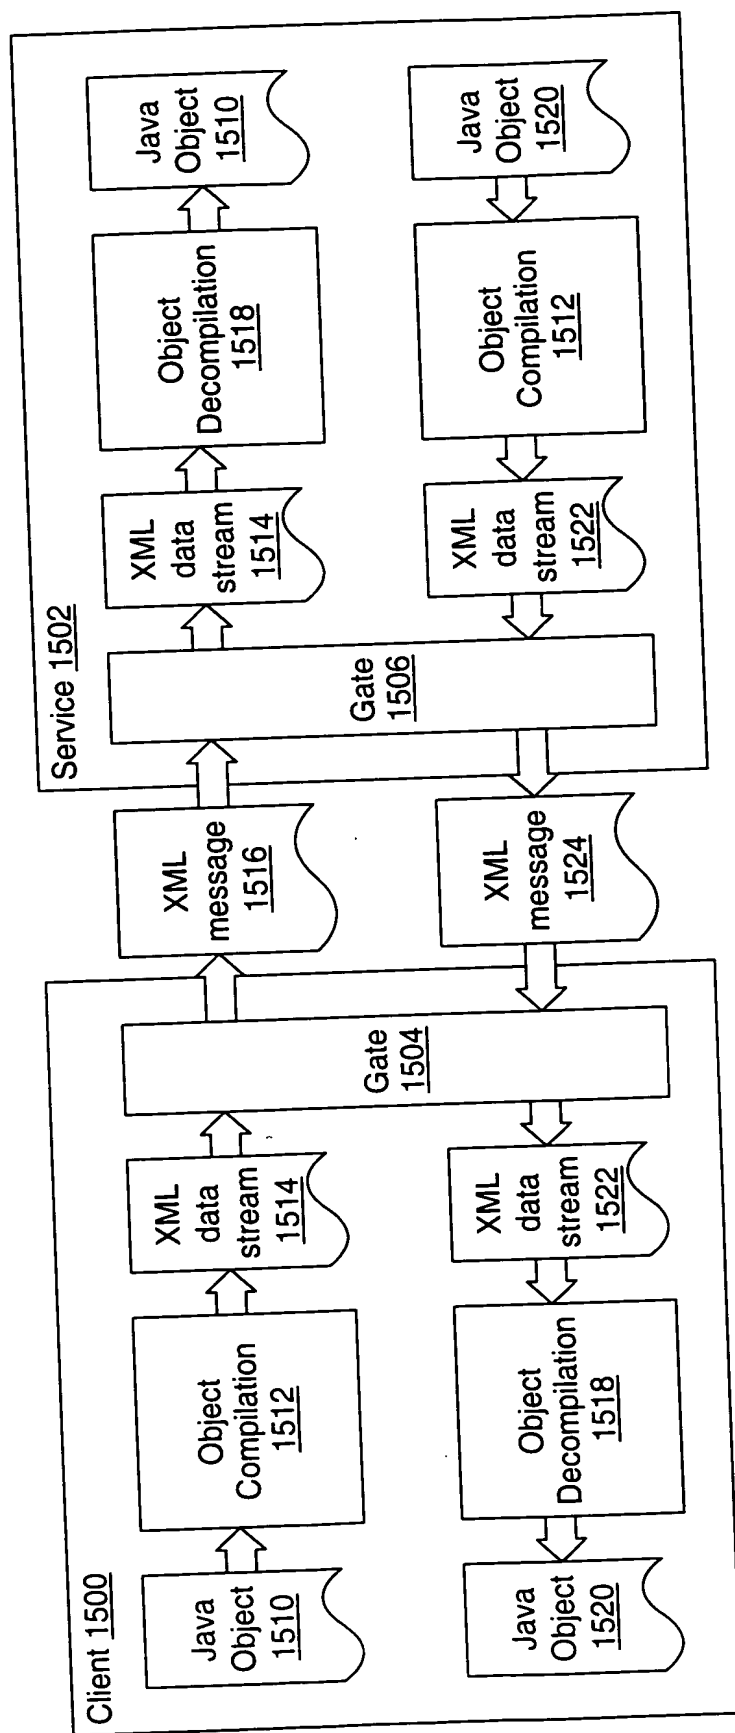 Client 1500
Java
Object
1510
Object
Compilation
1512
XML
data
stream
1514
Gate
1504
XML
message
1516
Service 1502
Gate
1506
XML
data
stream
1514
Object
Decompilation
1518
Java
Object
1510
Java
Object
1520
Object
Decompilation
1518
XML
data
stream
1522
XML
message
1524
XML
data
stream
1522
Object
Compilation
1512
Java
Object
1520